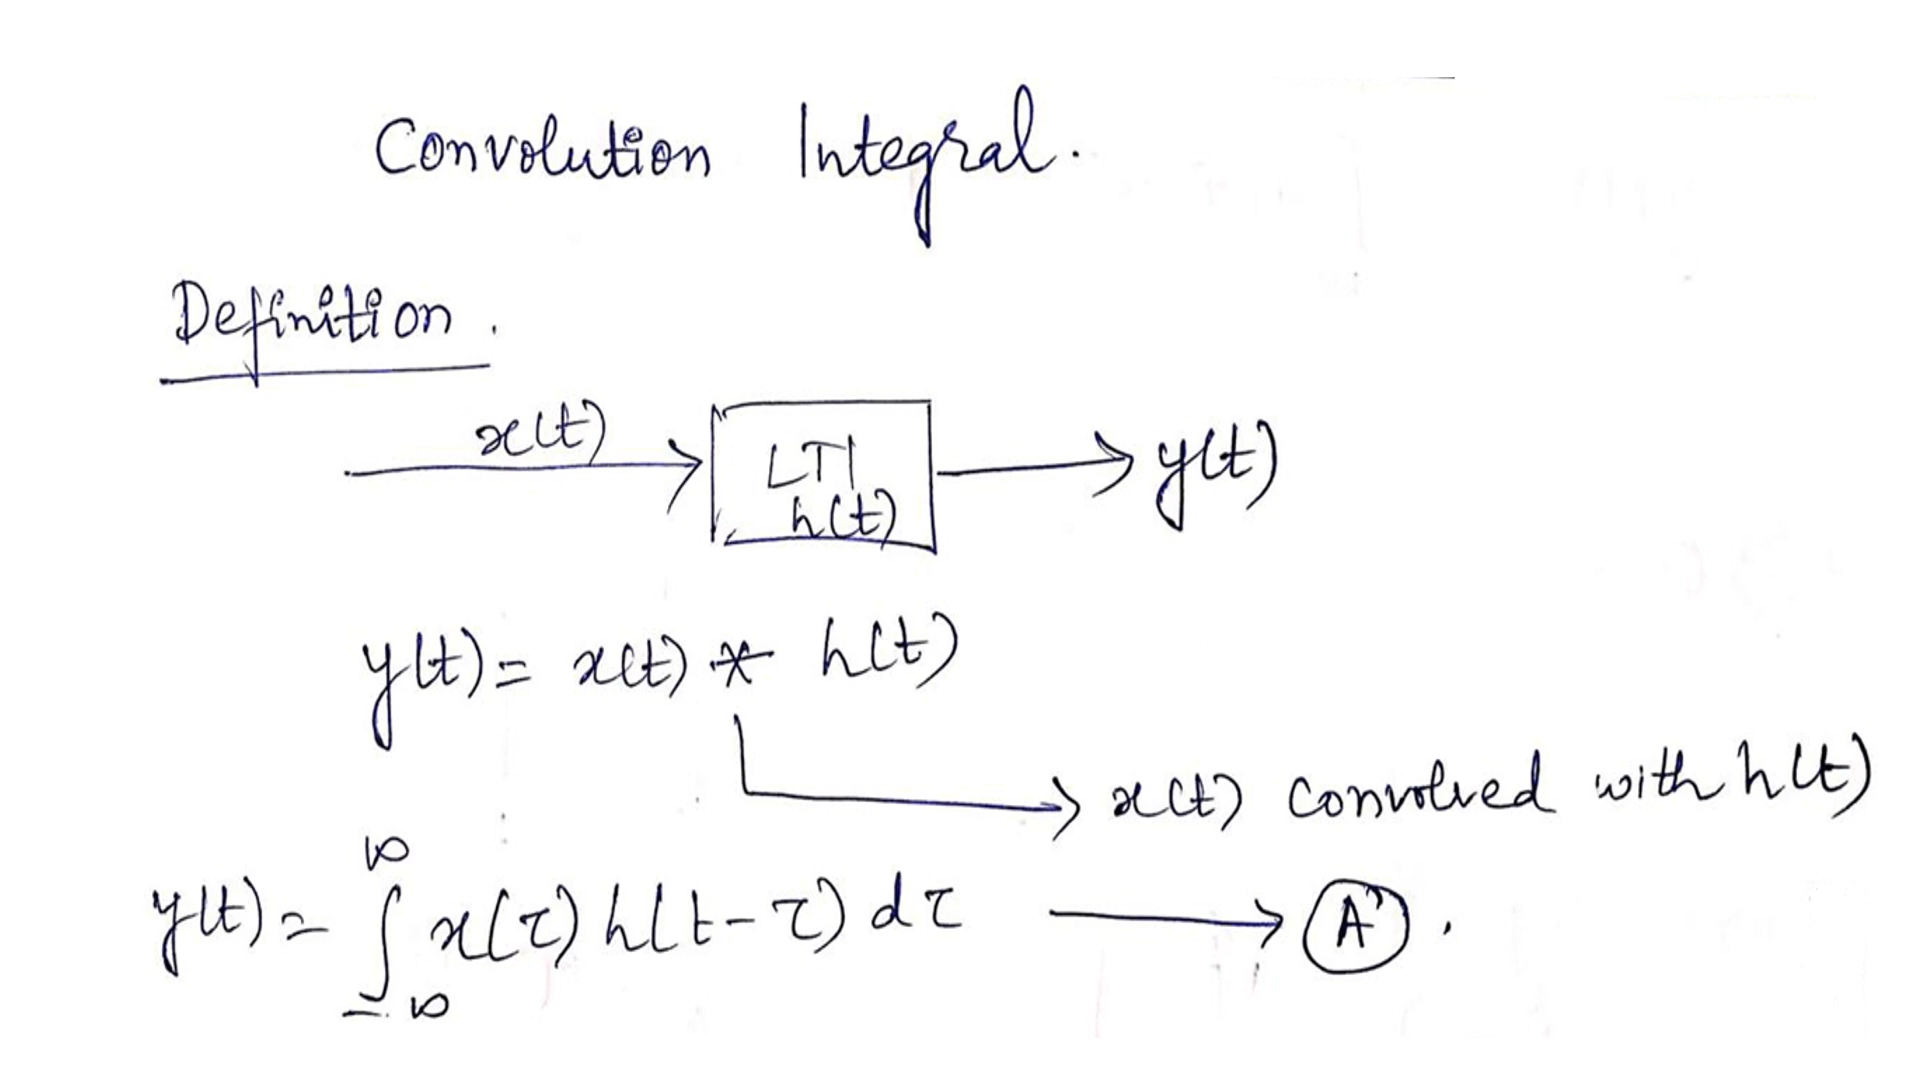 Convolution Integral.
Definition.
x(t)
LTI
h(t)
y(t)
y(t) = x(t) * h(t)
x(t) convolved with h(t)
y(t) = ∫_{-∞}^{∞} x(τ) h(t-τ) dτ → (A).